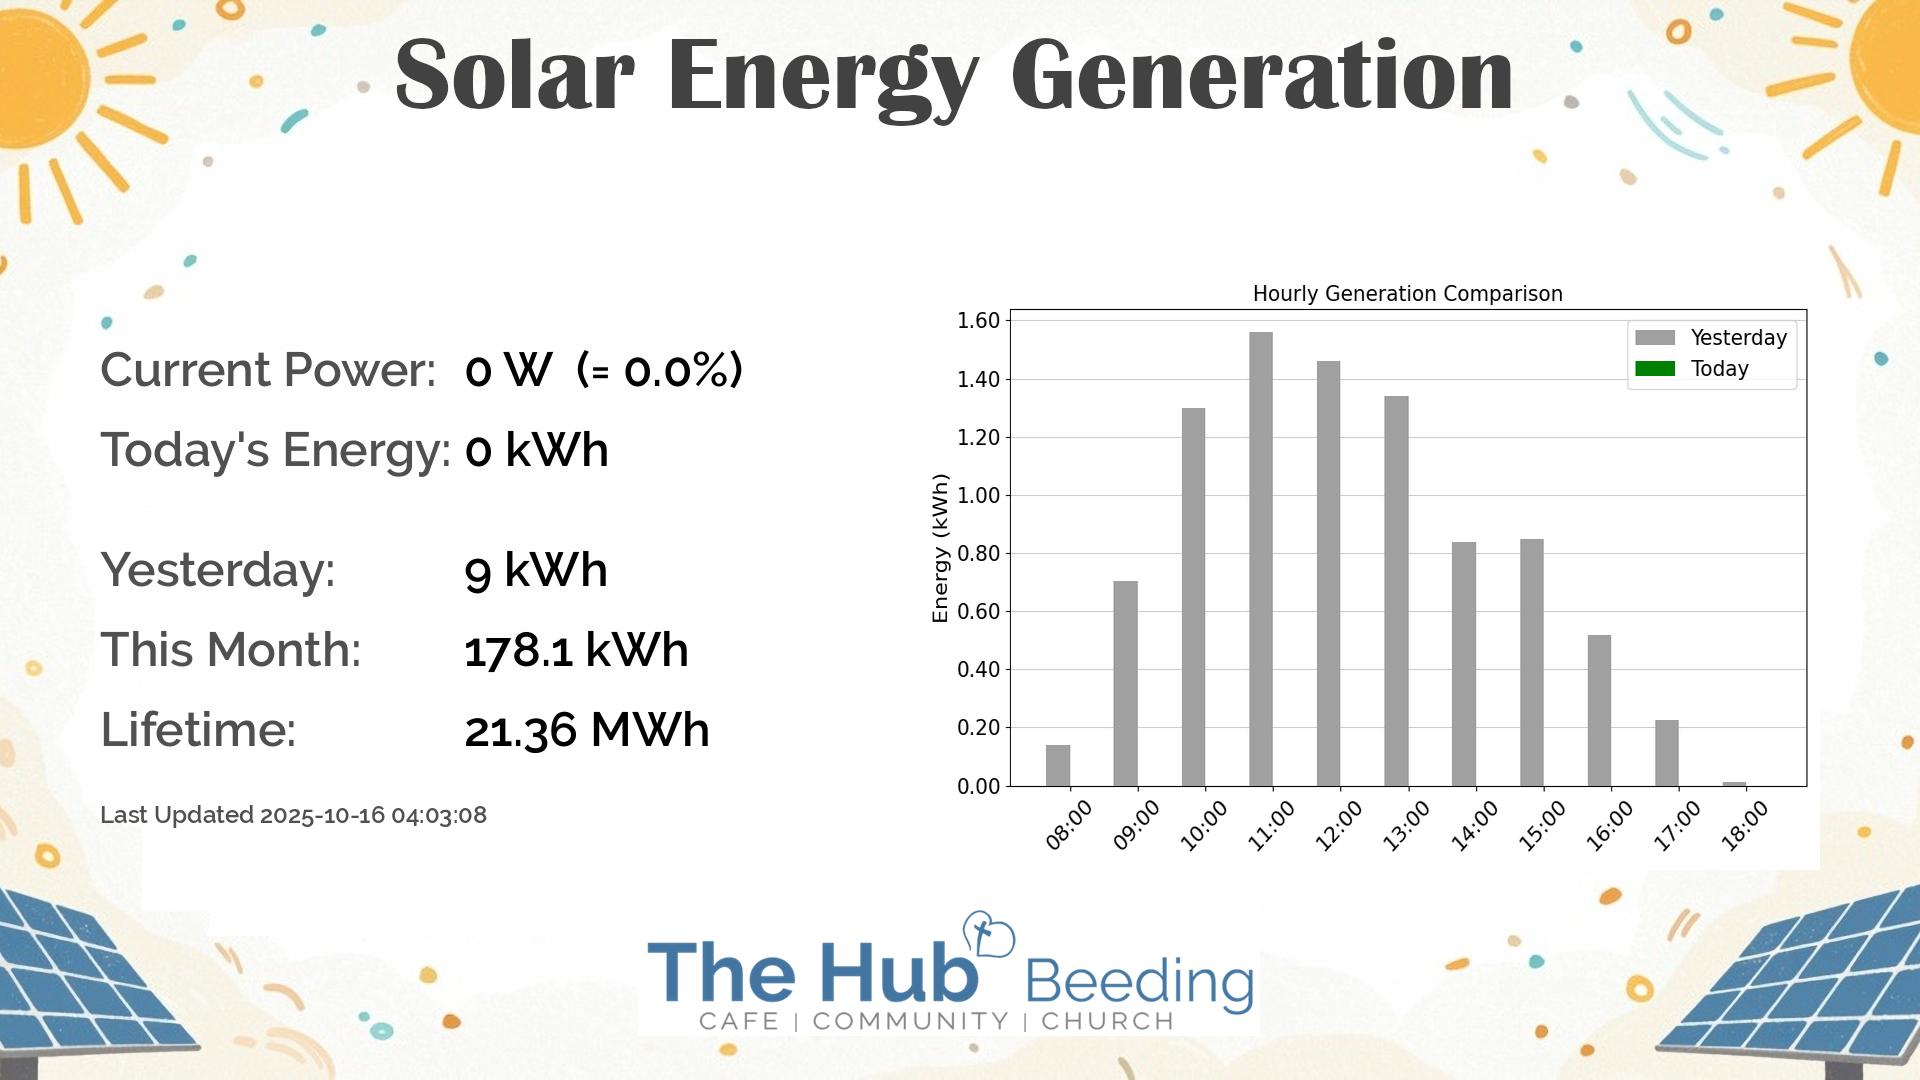 Solar Energy Generation
Current Power: 0 W (= 0.0%)
Today's Energy: 0 kWh
Yesterday: 9 kWh
This Month: 178.1 kWh
Lifetime: 21.36 MWh
Last Updated 2025-10-16 04:03:08
Hourly Generation Comparison
Yesterday
Today
Energy (kWh)
1.60
1.40
1.20
1.00
0.80
0.60
0.40
0.20
0.00
08:00 09:00 10:00 11:00 12:00 13:00 14:00 15:00 16:00 17:00 18:00
The Hub Beeding
CAFE | COMMUNITY | CHURCH